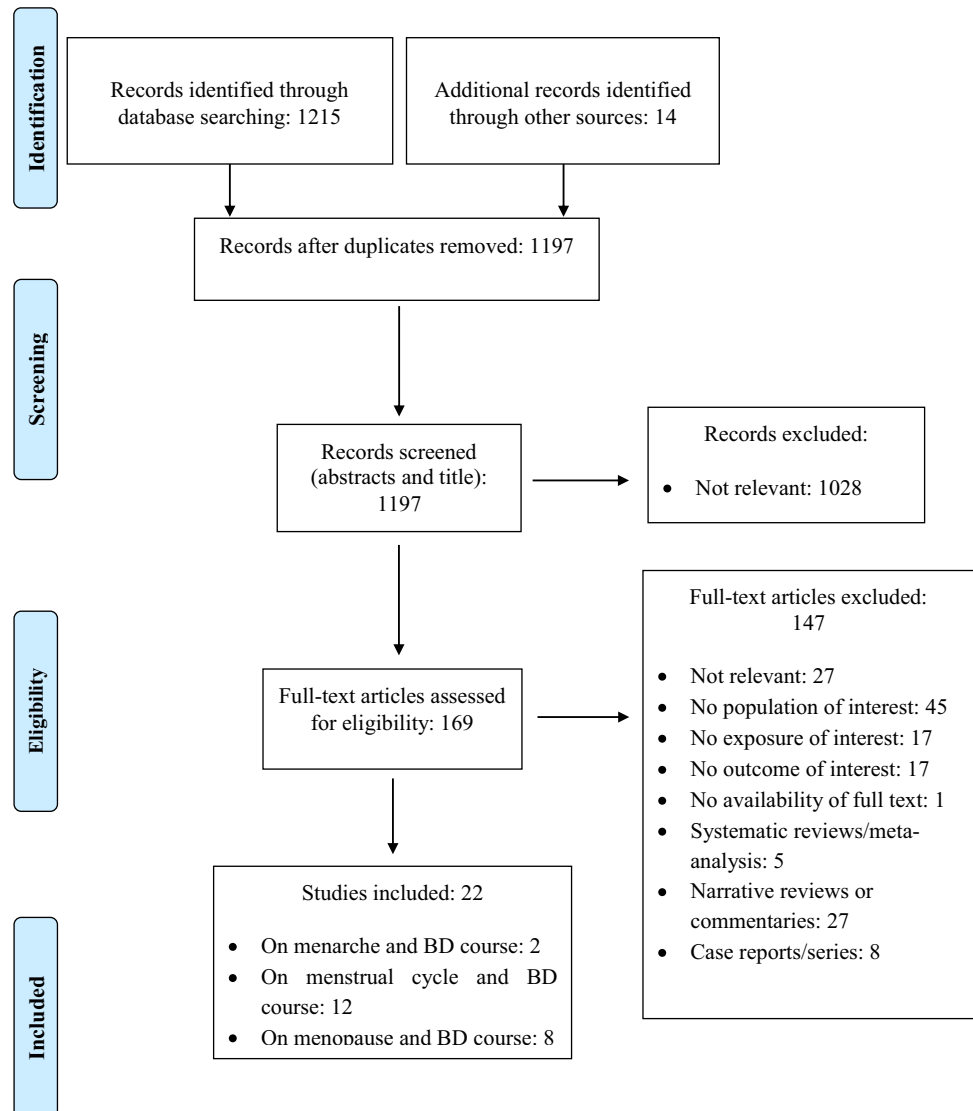 Identification
Records identified through
database searching: 1215
Additional records identified
through other sources: 14
Records after duplicates removed: 1197
Screening
Records screened
(abstracts and title):
1197
Records excluded:
• Not relevant: 1028
Eligibility
Full-text articles assessed
for eligibility: 169
Full-text articles excluded:
147
• Not relevant: 27
• No population of interest: 45
• No exposure of interest: 17
• No outcome of interest: 17
• No availability of full text: 1
• Systematic reviews/meta-
analysis: 5
• Narrative reviews or
commentaries: 27
• Case reports/series: 8
Included
Studies included: 22
• On menarche and BD course: 2
• On menstrual cycle and BD
course: 12
• On menopause and BD course: 8